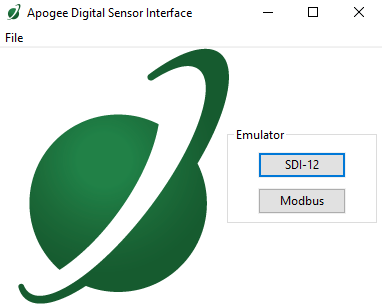 Apogee Digital Sensor Interface
File
Emulator
SDI-12
Modbus